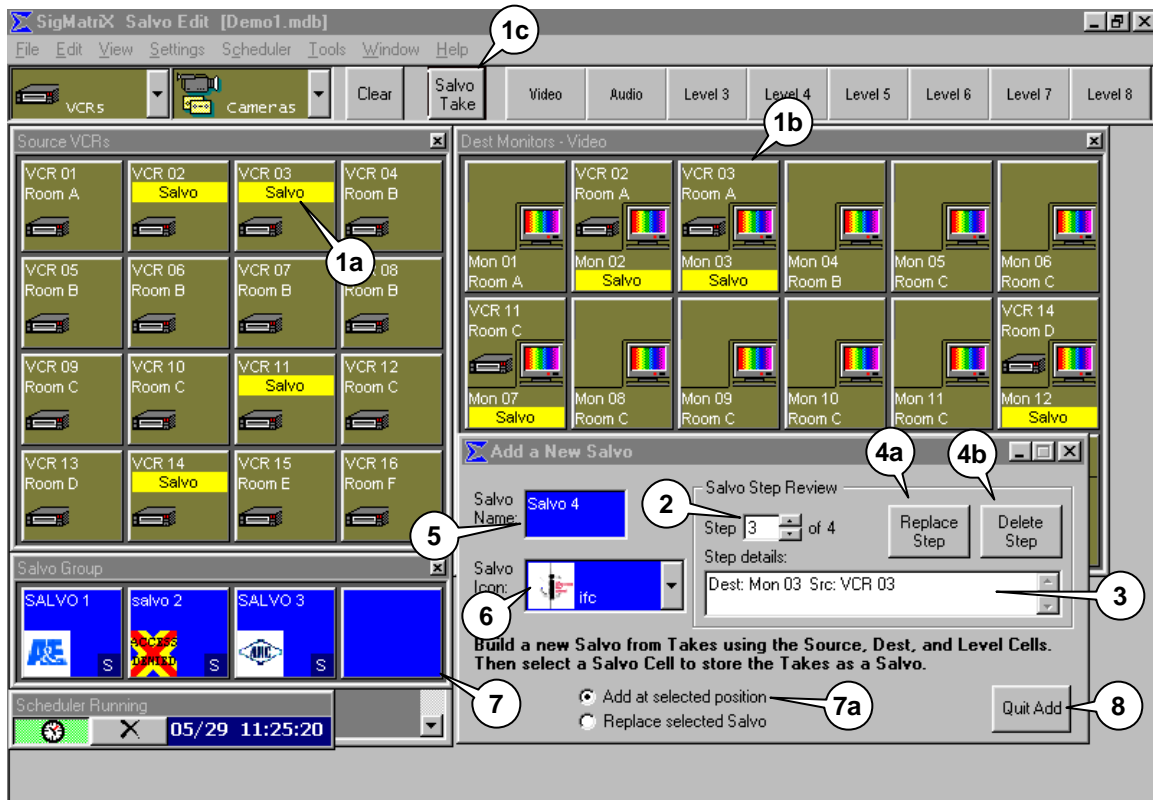 SigMatriX Salvo Edit [Demo1.mdb]
1c
File Edit View Settings Scheduler Tools Window Help
VCRs
Cameras
Clear
Salvo
Take
Video
Audio
Level 3
Level 4
Level 5
Level 6
Level 7
Level 8
1b
Source VCRs
VCR 01
Room A
VCR 02
Salvo
VCR 03
Salvo
VCR 04
Room B
1a
VCR 05
Room B
VCR 06
Room B
VCR 07
Room B
08
Room B
VCR 09
Room C
VCR 10
Room C
VCR 11
Salvo
VCR 12
Room C
VCR 13
Room D
VCR 14
Salvo
VCR 15
Room E
VCR 16
Room F
Dest Monitors - Video
Mon 01
Room A
VCR 02
Room A
Mon 02
Salvo
VCR 03
Room A
Mon 03
Salvo
Mon 04
Room B
Mon 05
Room C
Mon 06
Room C
VCR 11
Room C
Mon 07
Salvo
Mon 08
Room C
Mon 09
Room C
Mon 10
Room C
Mon 11
Room C
VCR 14
Room D
Mon 12
Salvo
Salvo Group
SALVO 1
A&E
S
salvo 2
ACCESS
DENIED
S
SALVO 3
S
7
Scheduler Running
05/29 11:25:20
Add a New Salvo
4a
4b
Salvo
Name:
Salvo 4
5
Salvo
Icon:
ifc
6
Salvo Step Review
2
Step 3 of 4
Replace
Step
Delete
Step
Step details:
Dest: Mon 03 Src: VCR 03
3
Build a new Salvo from Takes using the Source, Dest, and Level Cells.
Then select a Salvo Cell to store the Takes as a Salvo.
Add at selected position
7a
Replace selected Salvo
Quit Add
8